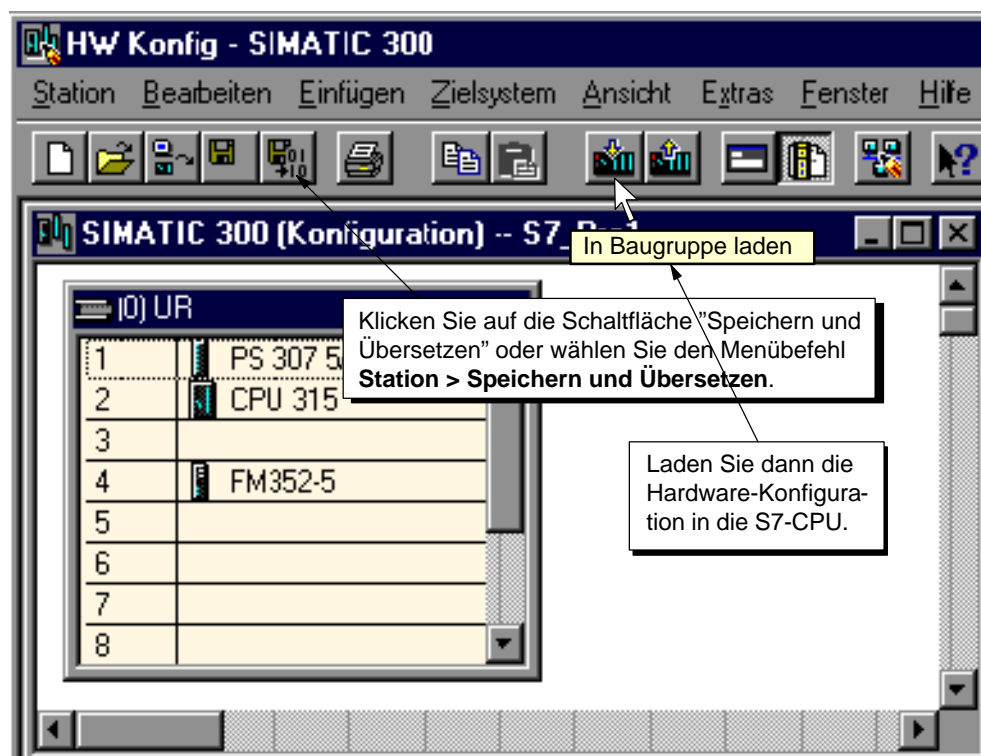 HW Konfig - SIMATIC 300
Station Bearbeiten Einfügen Zielsystem Ansicht Extras Fenster Hilfe
SIMATIC 300 (Konfiguration) -- S7_
In Baugruppe laden
(0) UR
Klicken Sie auf die Schaltfläche ”Speichern und
Übersetzen” oder wählen Sie den Menübefehl
Station > Speichern und Übersetzen.
1 PS 307 5
2 CPU 315
3
4 FM352-5
5
6
7
8
Laden Sie dann die
Hardware-Konfigura-
tion in die S7-CPU.